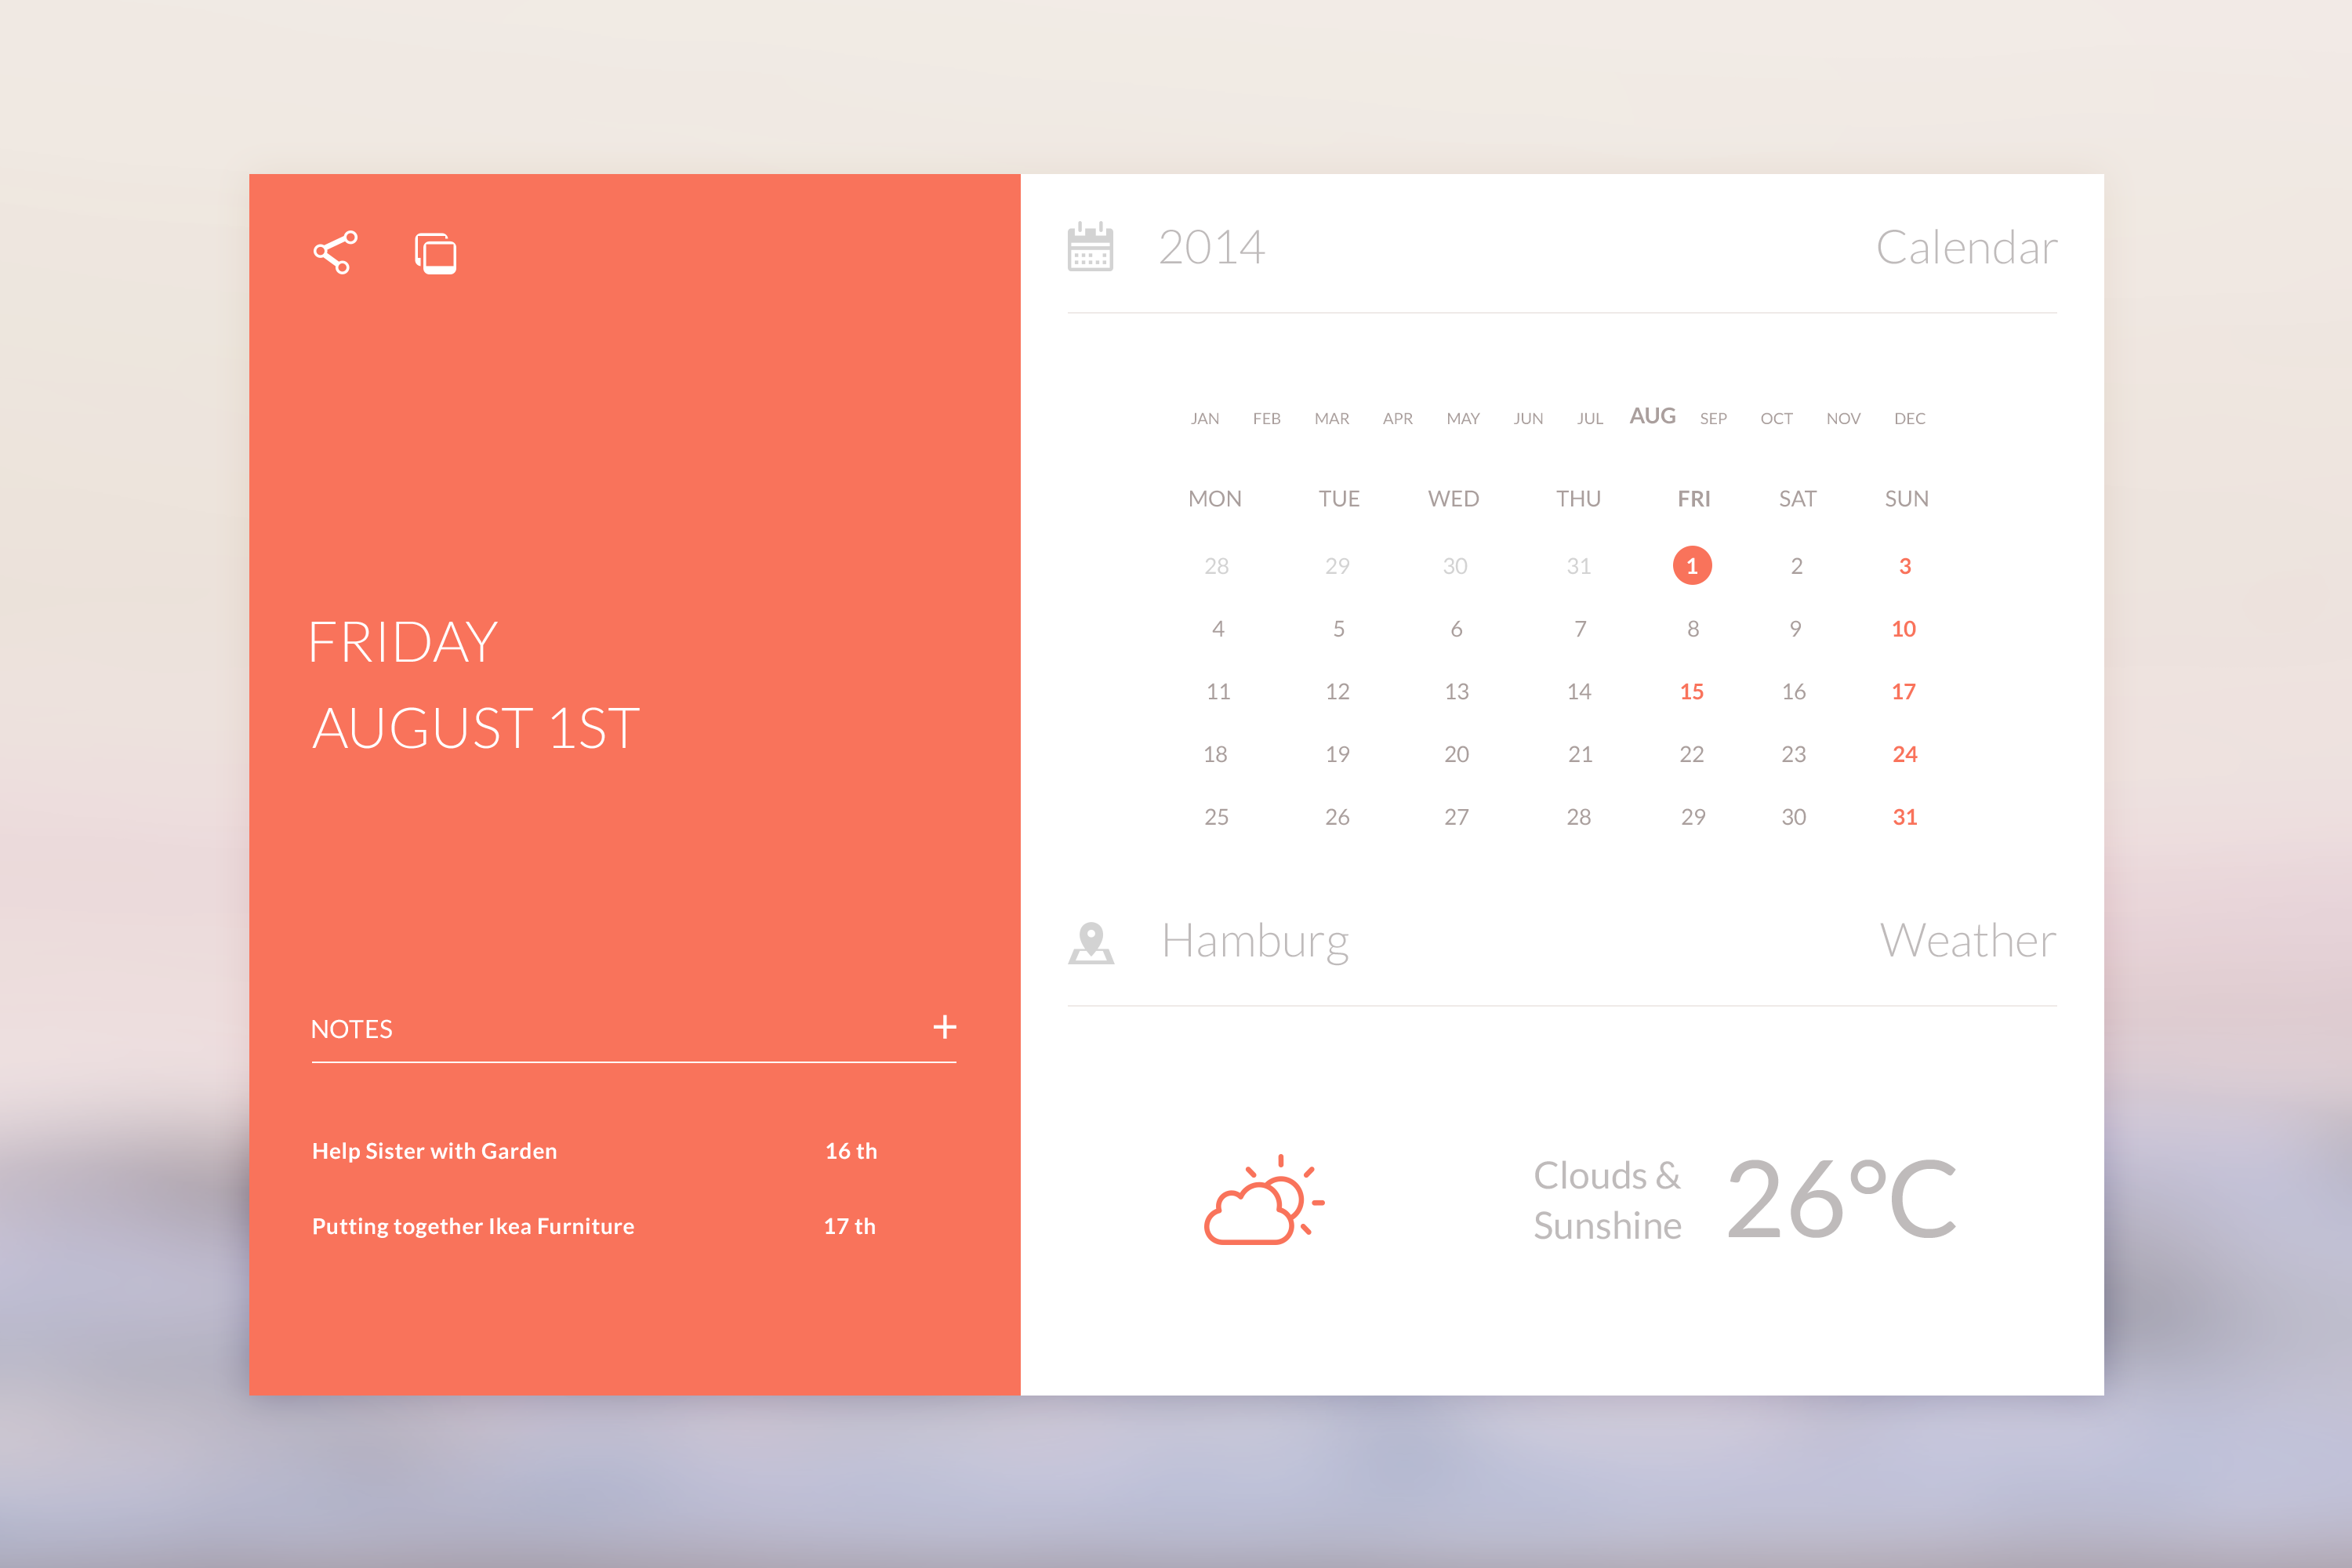 FRIDAY
AUGUST 1ST
NOTES +
Help Sister with Garden 16 th
Putting together Ikea Furniture 17 th
2014 Calendar
JAN FEB MAR APR MAY JUN JUL AUG SEP OCT NOV DEC
MON TUE WED THU FRI SAT SUN
28 29 30 31 1 2 3
4 5 6 7 8 9 10
11 12 13 14 15 16 17
18 19 20 21 22 23 24
25 26 27 28 29 30 31
Hamburg Weather
Clouds &
Sunshine
26°C